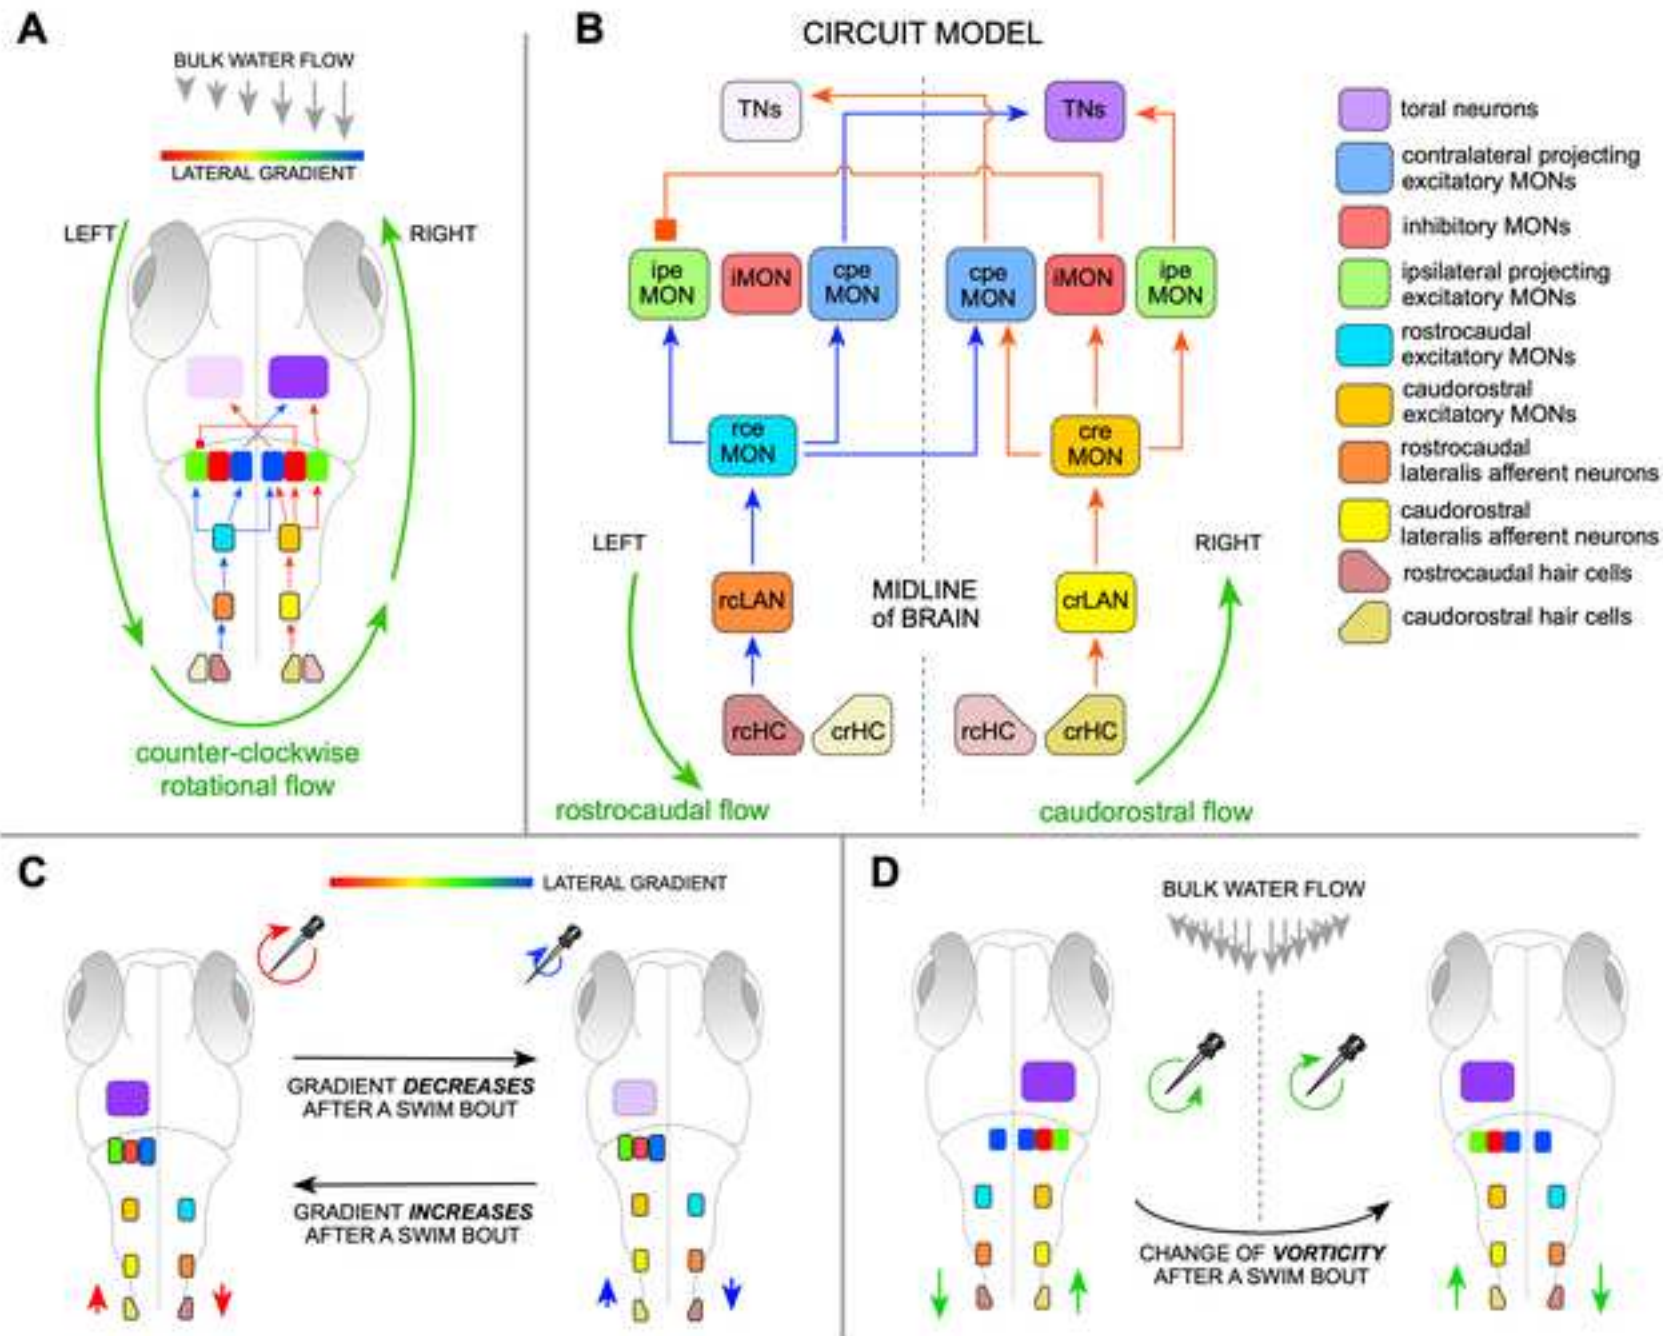 A
BULK WATER FLOW
LATERAL GRADIENT
LEFT
RIGHT
counter-clockwise
rotational flow
B
CIRCUIT MODEL
TNs
TNs
ipe
MON
iMON
cpe
MON
cpe
MON
iMON
ipe
MON
rce
MON
cre
MON
LEFT
RIGHT
rcLAN
MIDLINE
of BRAIN
crLAN
rcHC
crHC
rcHC
crHC
rostrocaudal flow
caudorostral flow
toral neurons
contralateral projecting
excitatory MONs
inhibitory MONs
ipsilateral projecting
excitatory MONs
rostrocaudal
excitatory MONs
caudorostral
excitatory MONs
rostrocaudal
lateralis afferent neurons
caudorostral
lateralis afferent neurons
rostrocaudal hair cells
caudorostral hair cells
C
LATERAL GRADIENT
GRADIENT DECREASES
AFTER A SWIM BOUT
GRADIENT INCREASES
AFTER A SWIM BOUT
D
BULK WATER FLOW
CHANGE OF VORTICITY
AFTER A SWIM BOUT